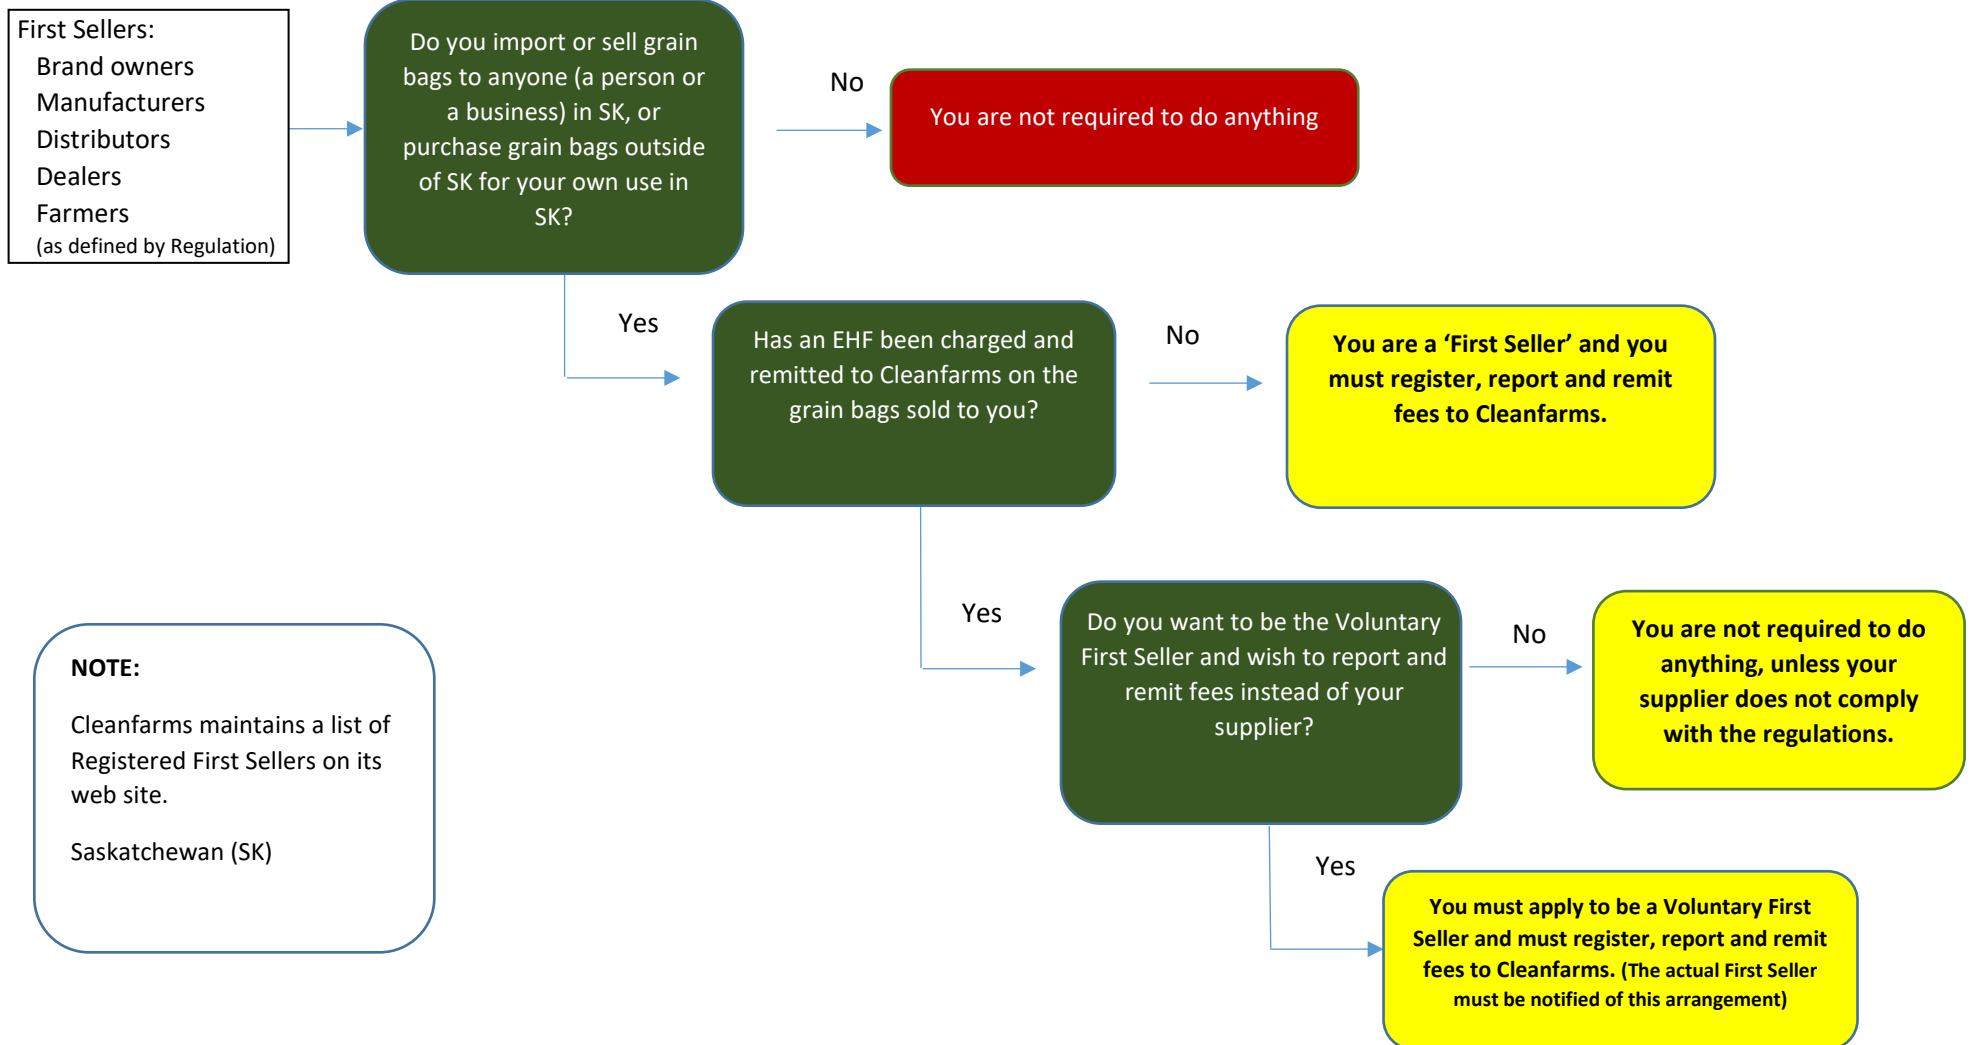 First Sellers:
Brand owners
Manufacturers
Distributors
Dealers
Farmers
(as defined by Regulation)
Do you import or sell grain
bags to anyone (a person or
a business) in SK, or
purchase grain bags outside
of SK for your own use in
SK?
No
You are not required to do anything
Yes
Has an EHF been charged and
remitted to Cleanfarms on the
grain bags sold to you?
No
You are a ‘First Seller’ and you
must register, report and remit
fees to Cleanfarms.
Yes
Do you want to be the Voluntary
First Seller and wish to report and
remit fees instead of your
supplier?
No
You are not required to do
anything, unless your
supplier does not comply
with the regulations.
Yes
You must apply to be a Voluntary First
Seller and must register, report and remit
fees to Cleanfarms. (The actual First Seller
must be notified of this arrangement)
NOTE:
Cleanfarms maintains a list of
Registered First Sellers on its
web site.
Saskatchewan (SK)